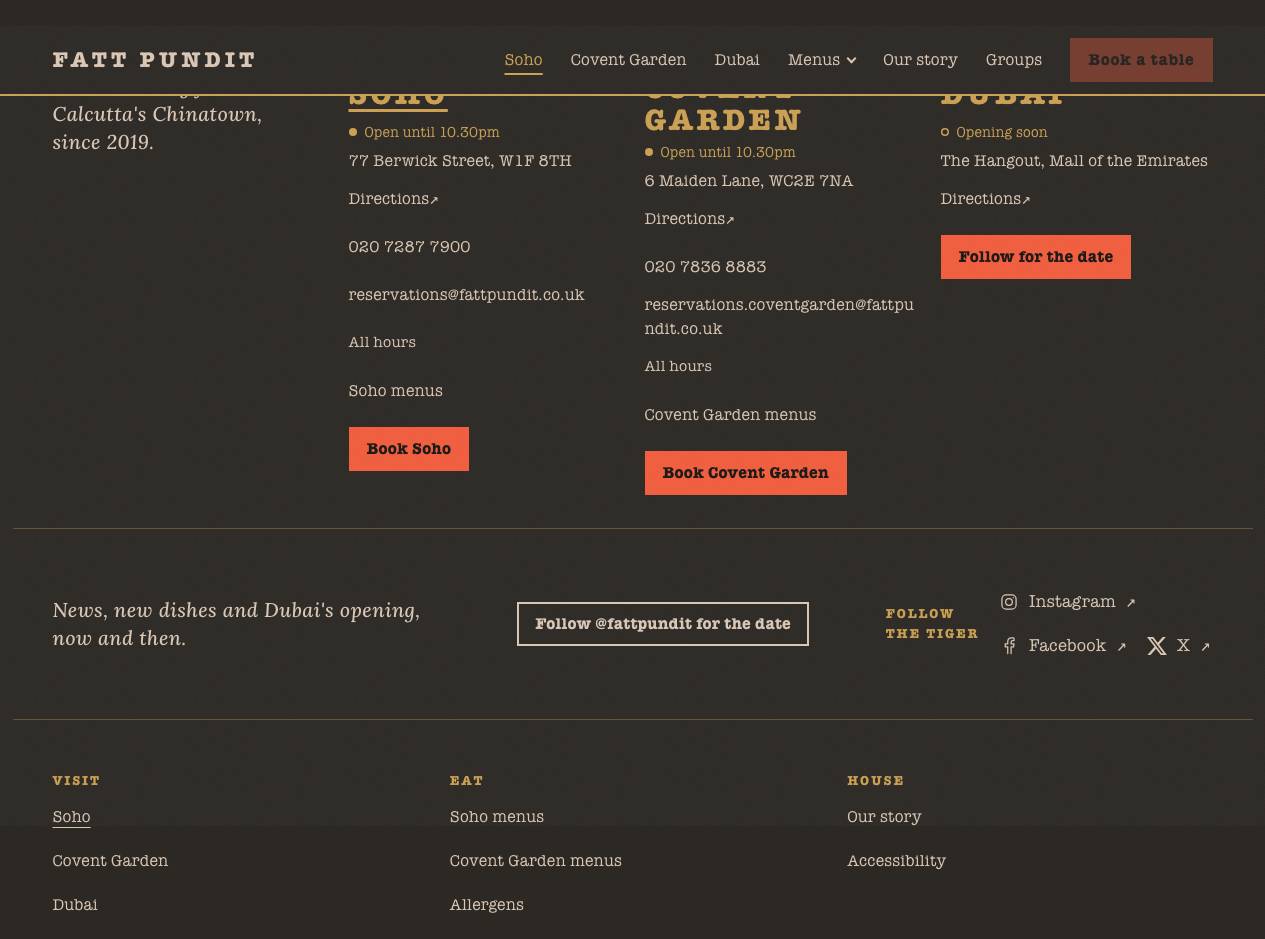 FATT PUNDIT
Soho Covent Garden Dubai Menus Our story Groups Book a table
Calcutta's Chinatown,
since 2019.
SOHO
Open until 10.30pm
77 Berwick Street, W1F 8TH
Directions↗
020 7287 7900
reservations@fattpundit.co.uk
All hours
Soho menus
Book Soho
GARDEN
Open until 10.30pm
6 Maiden Lane, WC2E 7NA
Directions↗
020 7836 8883
reservations.coventgarden@fattpu
ndit.co.uk
All hours
Covent Garden menus
Book Covent Garden
DUBAI
Opening soon
The Hangout, Mall of the Emirates
Directions↗
Follow for the date
News, new dishes and Dubai's opening,
now and then.
Follow @fattpundit for the date
FOLLOW
THE TIGER
Instagram ↗
Facebook ↗ X ↗
VISIT
Soho
Covent Garden
Dubai
EAT
Soho menus
Covent Garden menus
Allergens
HOUSE
Our story
Accessibility